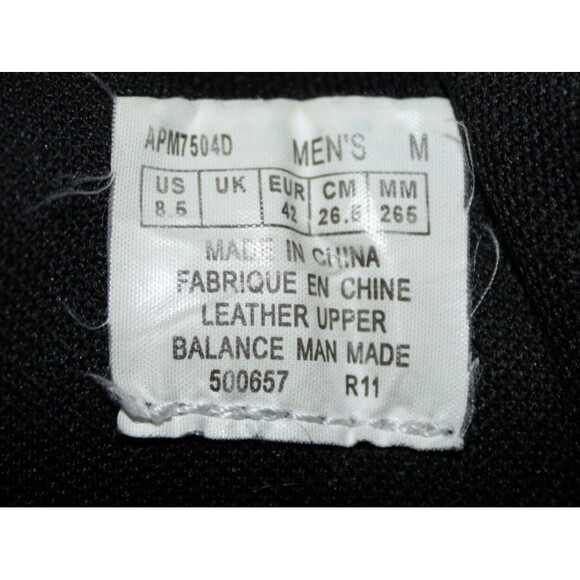 APM7504D MEN'S M
US UK EUR CM MM
8.5 42 26.5 265
MADE IN CHINA
FABRIQUE EN CHINE
LEATHER UPPER
BALANCE MAN MADE
500657 R11